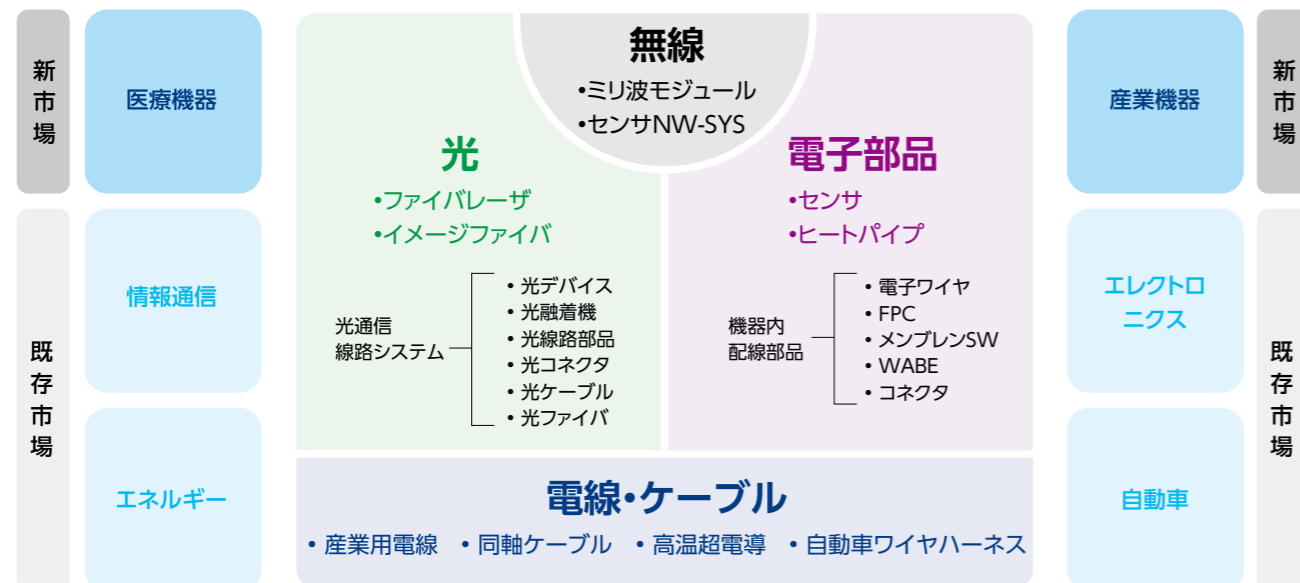 新市場
医療機器
既存市場
情報通信
エネルギー
無線
•ミリ波モジュール
•センサNW-SYS
光
•ファイバレーザ
•イメージファイバ
光通信
線路システム
• 光デバイス
• 光融着機
• 光線路部品
• 光コネクタ
• 光ケーブル
• 光ファイバ
電子部品
•センサ
•ヒートパイプ
機器内
配線部品
• 電子ワイヤ
• FPC
• メンブレンSW
• WABE
• コネクタ
電線・ケーブル
• 産業用電線 • 同軸ケーブル • 高温超電導 • 自動車ワイヤハーネス
産業機器
新市場
エレクトロ
ニクス
自動車
既存市場